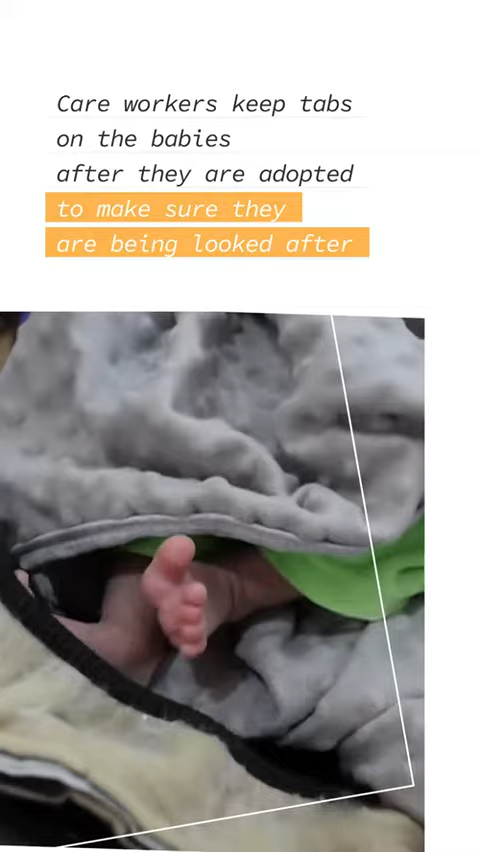 Care workers keep tabs
on the babies
after they are adopted
to make sure they
are being looked after